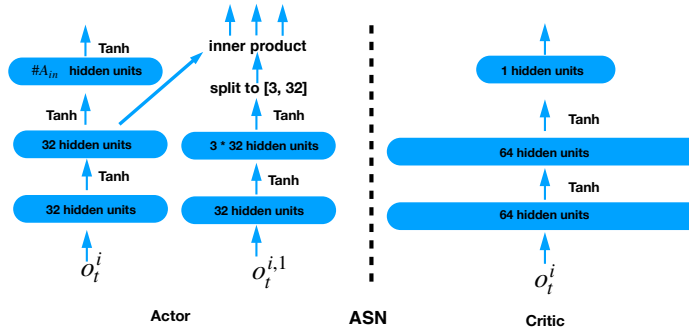 Tanh
#A_{in} hidden units
Tanh
32 hidden units
Tanh
32 hidden units
o_t^i
inner product
split to [3, 32]
Tanh
3 * 32 hidden units
Tanh
32 hidden units
o_t^{i,1}
Actor
ASN
1 hidden units
Tanh
64 hidden units
Tanh
64 hidden units
o_t^i
Critic